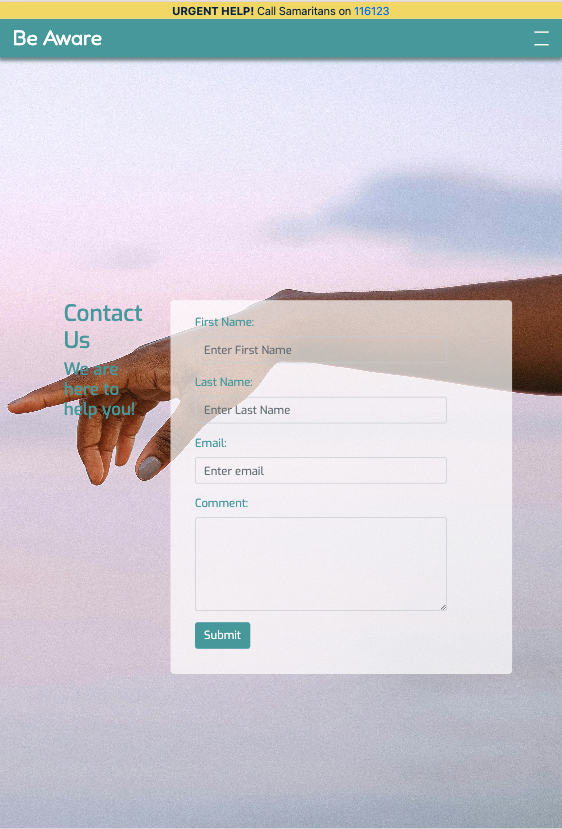 URGENT HELP! Call Samaritans on 116123
Be Aware
Contact
Us
We are
here to
help you!
First Name:
Enter First Name
Last Name:
Enter Last Name
Email:
Enter email
Comment:
Submit